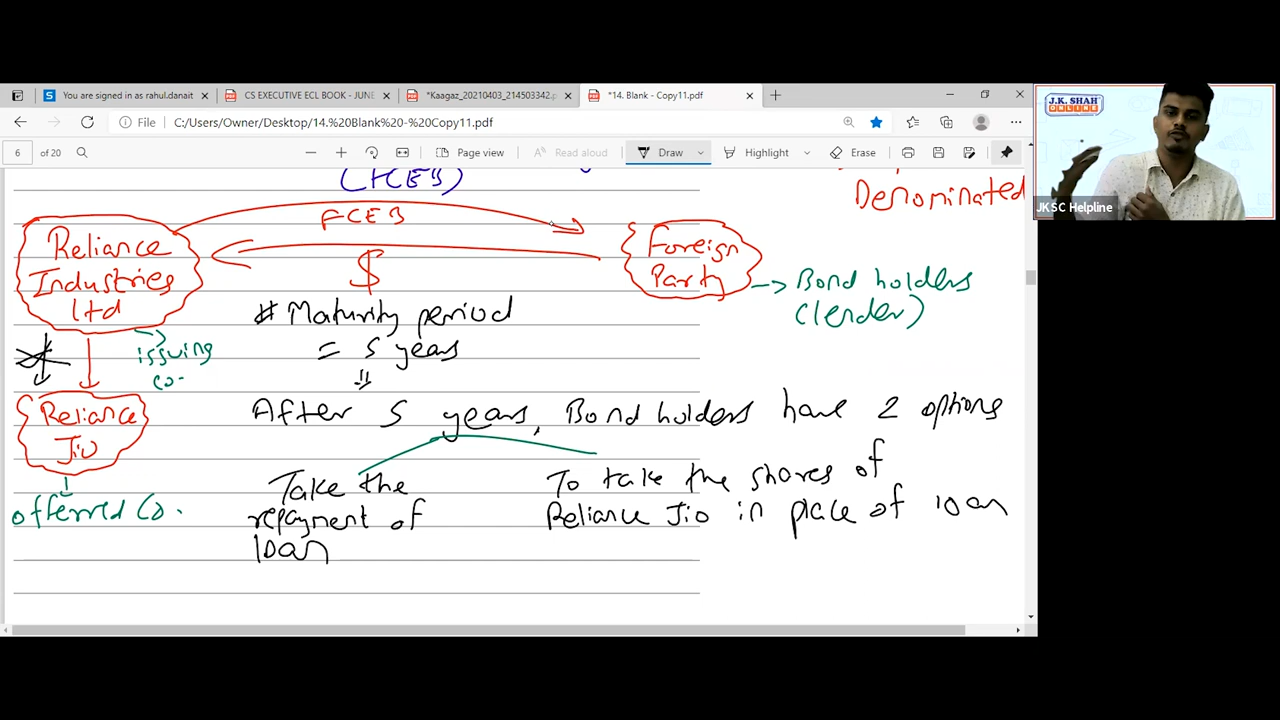 You are signed in as rahul.danait
CS EXECUTIVE ECL BOOK - JUNE
*Kaagaz_20210403_214503342.p
*14. Blank - Copy11.pdf
File
C:/Users/Owner/Desktop/14.%20Blank%20-%20Copy11.pdf
6 of 20
Page view
Read aloud
Draw
Highlight
Erase
J.K. SHAH
ONLINE
JKSC Helpline
(FCEB)
Denominated
FCEB
Reliance
Industries
Ltd
$
Foreign
Party
Bond holders
(lender)
# Maturity period
= 5 years
issuing
co.
After 5 years, Bond holders have 2 options
Reliance
Jio
offerred Co.
Take the
repayment of
loan
To take the shares of
Reliance Jio in place of loan